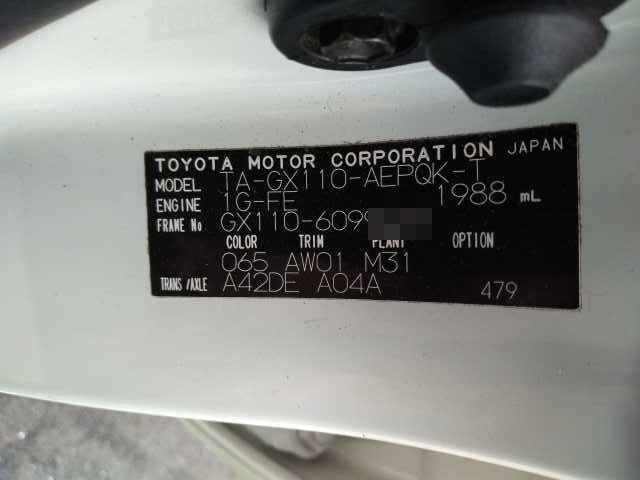 TOYOTA MOTOR CORPORATION JAPAN
MODEL TA-GX110-AEPQK-T
ENGINE 1G-FE 1988 mL
FRAME No GX110-609
COLOR TRIM PLANT OPTION
065 AW01 M31
TRANS/AXLE A42DE A04A 479